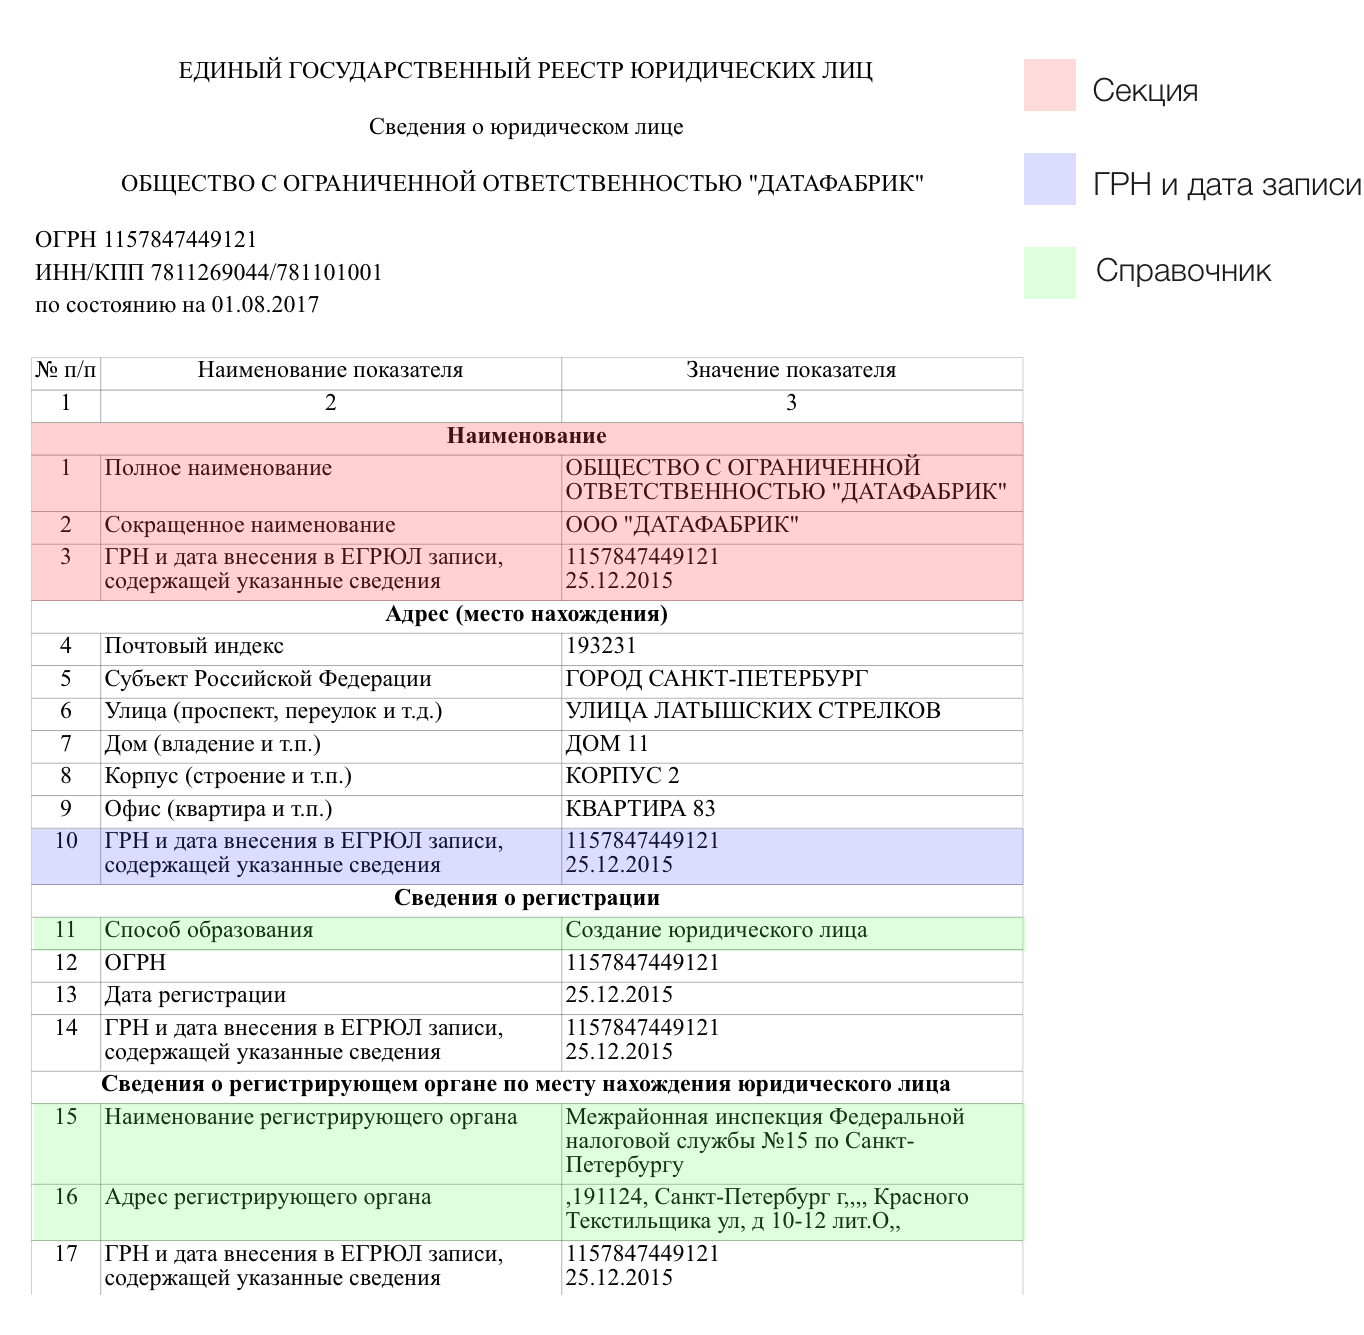 ЕДИНЫЙ ГОСУДАРСТВЕННЫЙ РЕЕСТР ЮРИДИЧЕСКИХ ЛИЦ
Сведения о юридическом лице
ОБЩЕСТВО С ОГРАНИЧЕННОЙ ОТВЕТСТВЕННОСТЬЮ "ДАТАФАБРИК"
ОГРН 1157847449121
ИНН/КПП 7811269044/781101001
по состоянию на 01.08.2017
Секция
ГРН и дата записи
Справочник
№ п/п Наименование показателя Значение показателя
1 2 3
Наименование
1 Полное наименование ОБЩЕСТВО С ОГРАНИЧЕННОЙ
ОТВЕТСТВЕННОСТЬЮ "ДАТАФАБРИК"
2 Сокращенное наименование ООО "ДАТАФАБРИК"
3 ГРН и дата внесения в ЕГРЮЛ записи, 1157847449121
содержащей указанные сведения 25.12.2015
Адрес (место нахождения)
4 Почтовый индекс 193231
5 Субъект Российской Федерации ГОРОД САНКТ-ПЕТЕРБУРГ
6 Улица (проспект, переулок и т.д.) УЛИЦА ЛАТЫШСКИХ СТРЕЛКОВ
7 Дом (владение и т.п.) ДОМ 11
8 Корпус (строение и т.п.) КОРПУС 2
9 Офис (квартира и т.п.) КВАРТИРА 83
10 ГРН и дата внесения в ЕГРЮЛ записи, 1157847449121
содержащей указанные сведения 25.12.2015
Сведения о регистрации
11 Способ образования Создание юридического лица
12 ОГРН 1157847449121
13 Дата регистрации 25.12.2015
14 ГРН и дата внесения в ЕГРЮЛ записи, 1157847449121
содержащей указанные сведения 25.12.2015
Сведения о регистрирующем органе по месту нахождения юридического лица
15 Наименование регистрирующего органа Межрайонная инспекция Федеральной
налоговой службы №15 по Санкт-
Петербургу
16 Адрес регистрирующего органа ,191124, Санкт-Петербург г,,,, Красного
Текстильщика ул, д 10-12 лит.О,,
17 ГРН и дата внесения в ЕГРЮЛ записи, 1157847449121
содержащей указанные сведения 25.12.2015